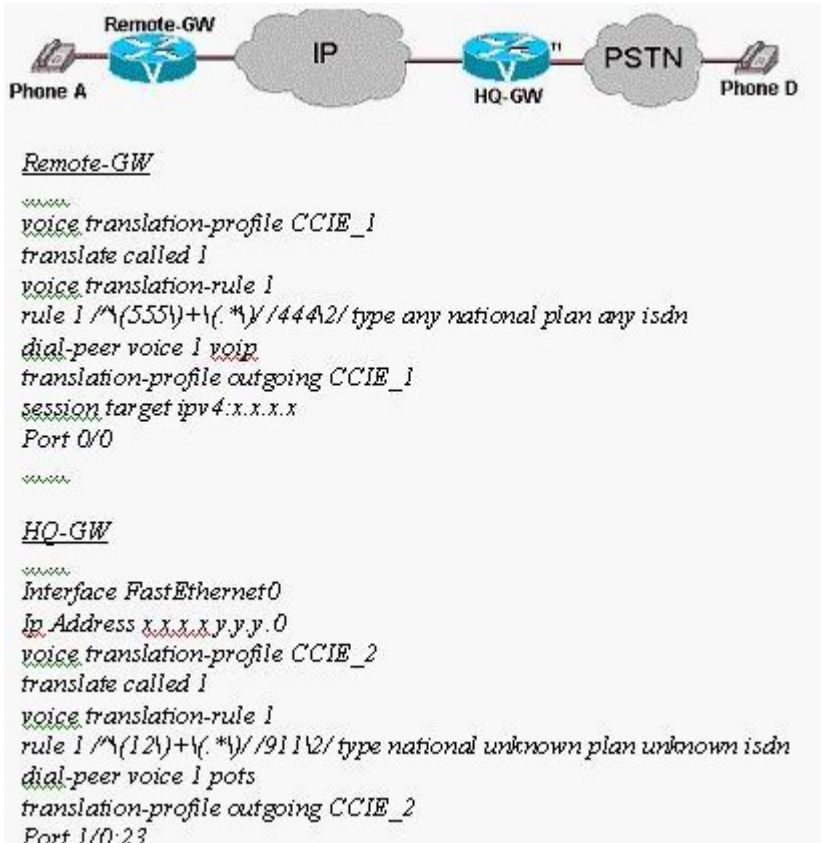 Remote-GW
IP
PSTN
Phone A
HQ-GW
Phone D
Remote-GW
voice translation-profile CCIE_1
translate called 1
voice translation-rule 1
rule 1 /^\(555\)+\(.*\)/ /444\2/ type any national plan any isdn
dial-peer voice 1 voip
translation-profile outgoing CCIE_1
session target ipv4:x.x.x.x
Port 0/0
HQ-GW
Interface FastEthernet0
Ip Address x.x.x.x y.y.y.0
voice translation-profile CCIE_2
translate called 1
voice translation-rule 1
rule 1 /^\(12\)+\(.*\)/ /911\2/ type national unknown plan unknown isdn
dial-peer voice 1 pots
translation-profile outgoing CCIE_2
Port 1/0:23